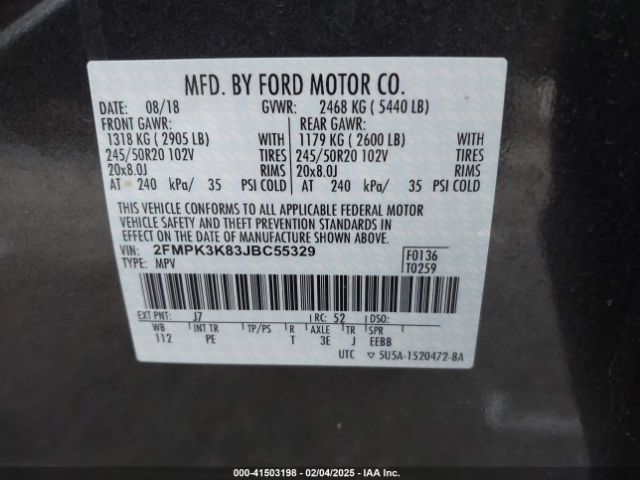 MFD. BY FORD MOTOR CO.
DATE: 08/18 GVWR: 2468 KG ( 5440 LB)
FRONT GAWR: REAR GAWR:
1318 KG ( 2905 LB) WITH 1179 KG ( 2600 LB) WITH
245/50R20 102V TIRES 245/50R20 102V TIRES
20x8.0J RIMS 20x8.0J RIMS
AT 240 kPa/ 35 PSI COLD AT 240 kPa/ 35 PSI COLD
THIS VEHICLE CONFORMS TO ALL APPLICABLE FEDERAL MOTOR
VEHICLE SAFETY AND THEFT PREVENTION STANDARDS IN
EFFECT ON THE DATE OF MANUFACTURE SHOWN ABOVE.
VIN: 2FMPK3K83JBC55329 F0136
TYPE: MPV T0259
EXT PNT: J7 RC: 52 DSO:
WB INT TR TP/PS R AXLE TR SPR
112 PE T 3E J EEBB
UTC ▽ 5U5A-1520472-BA
00-41503198 - 02/04/2025 - IAA Inc.